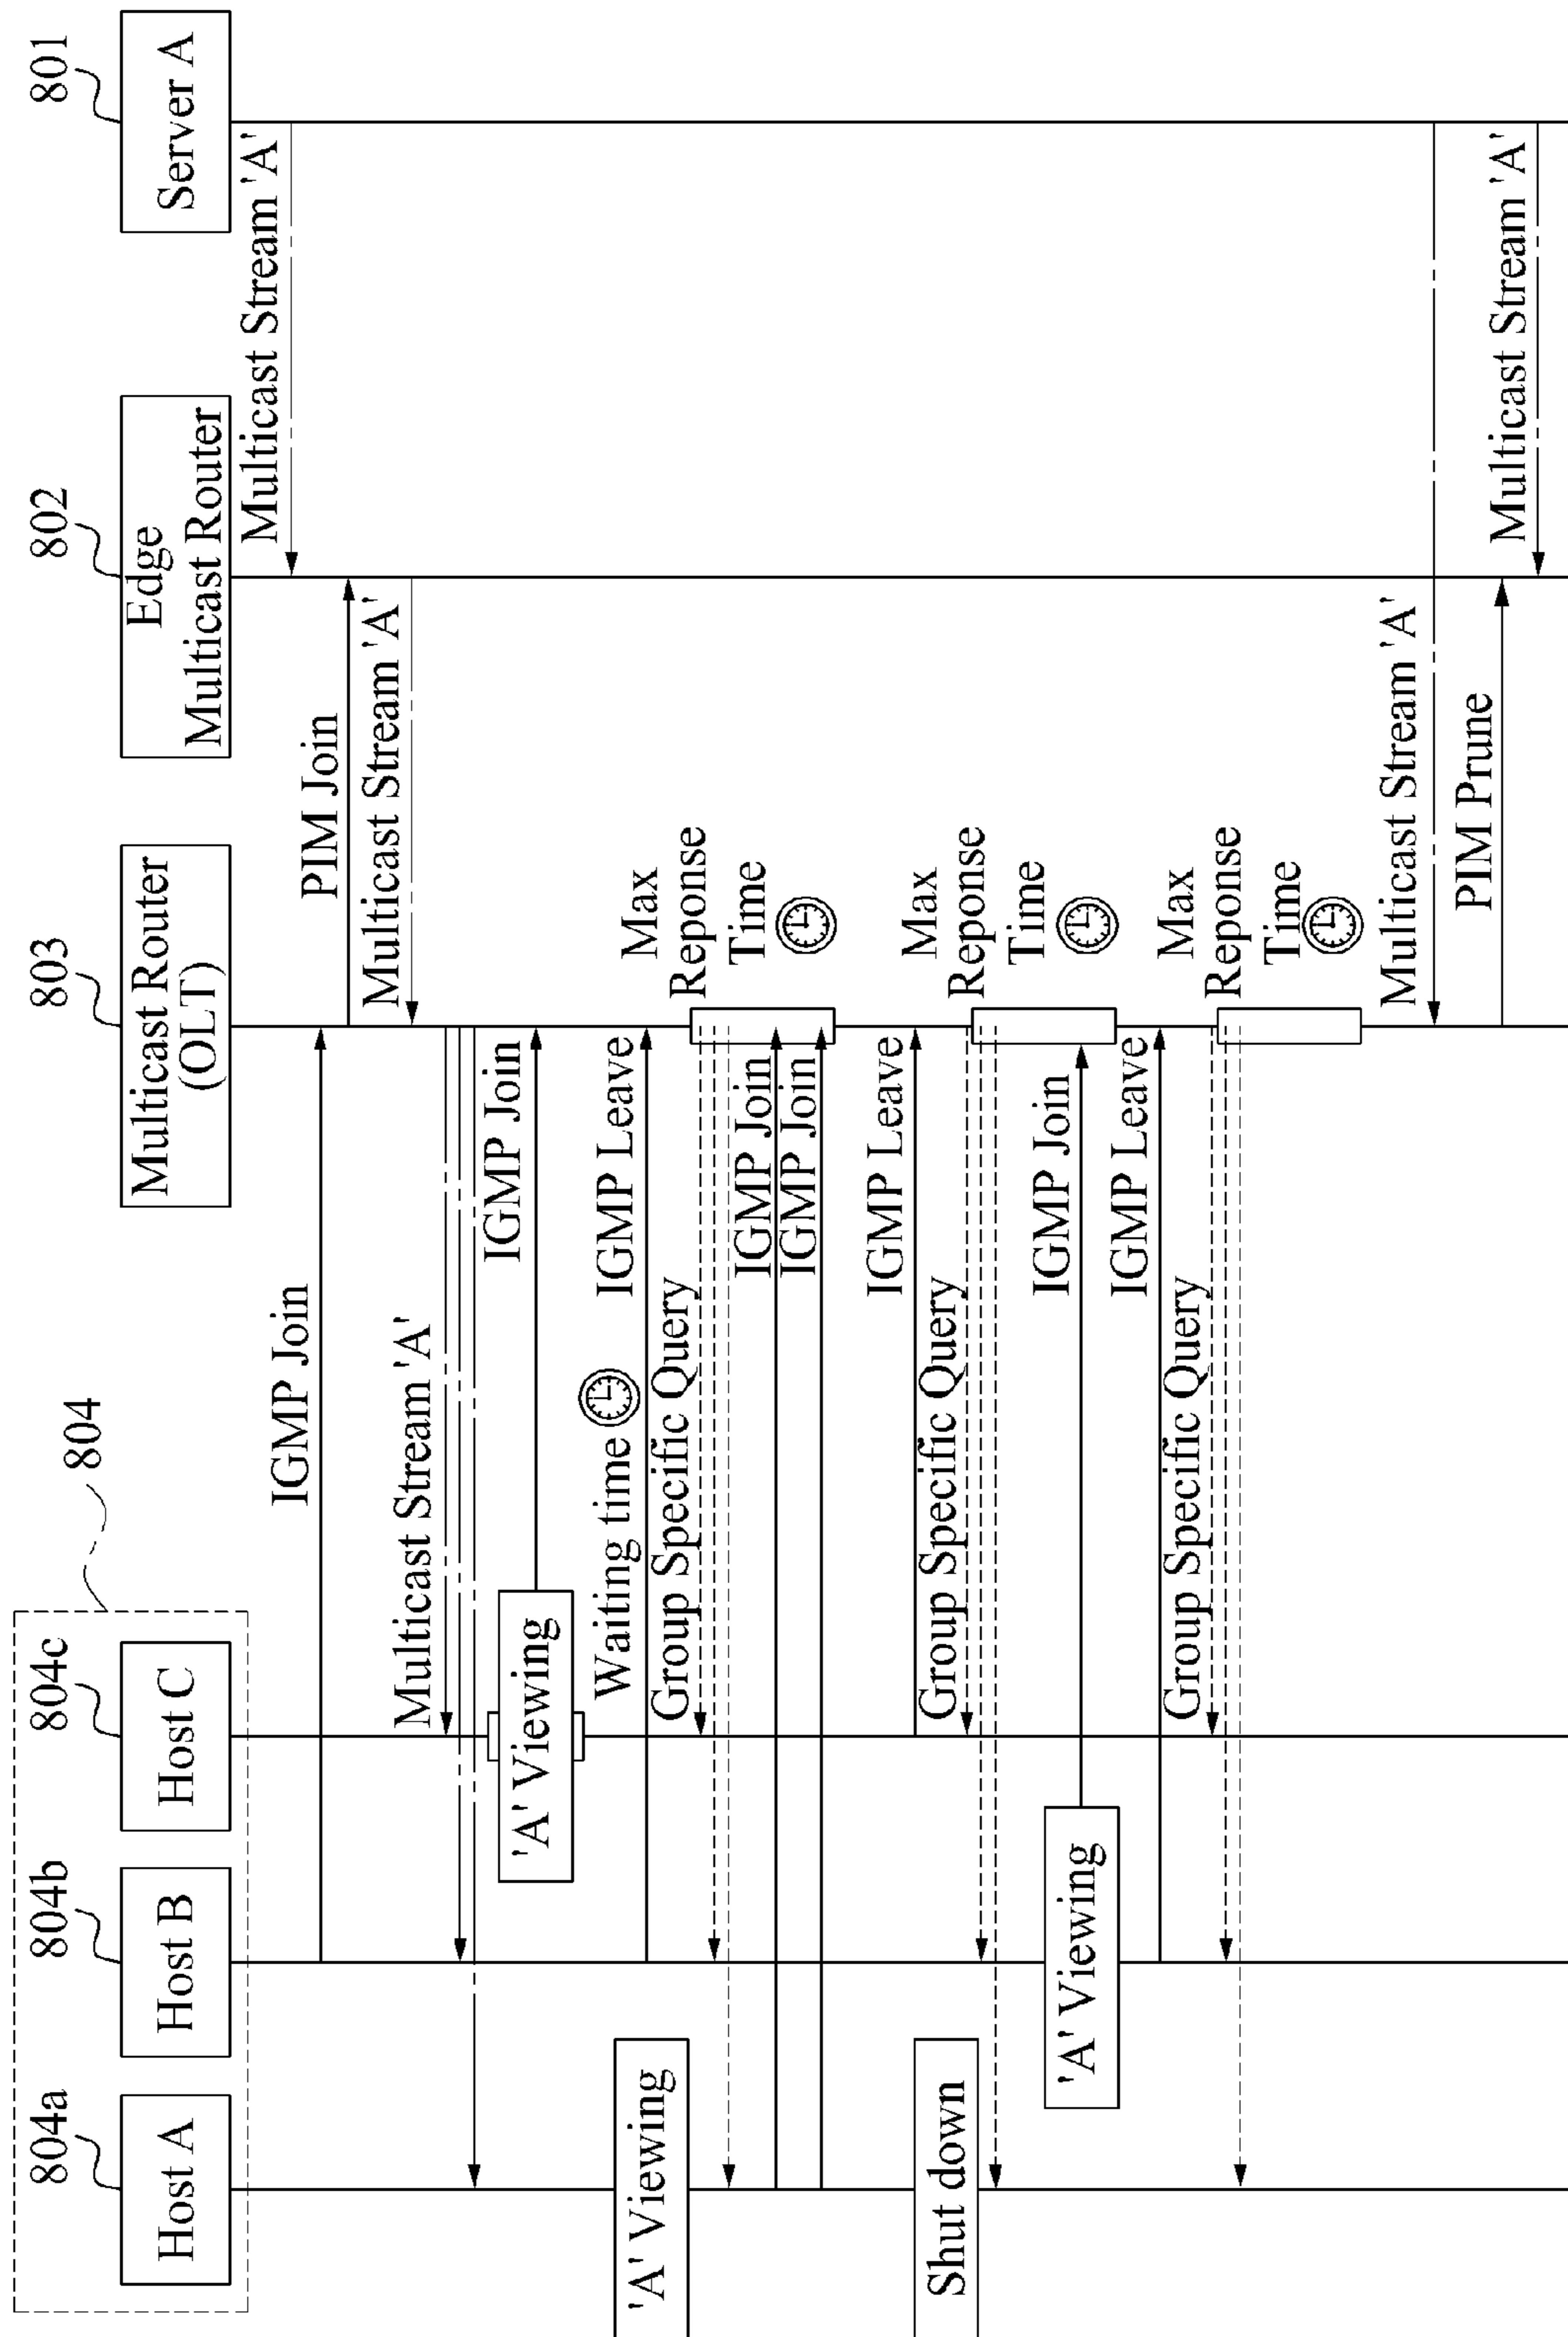 804
804a
804b
804c
803
802
801
Host A
Host B
Host C
Multicast Router
(OLT)
Edge
Multicast Router
Server A
Multicast Stream 'A'
IGMP Join
PIM Join
Multicast Stream 'A'
Multicast Stream 'A'
'A' Viewing
IGMP Join
Waiting time
'A' Viewing
IGMP Leave
Group Specific Query
Max
Reponse
Time
IGMP Join
IGMP Join
Shut down
IGMP Leave
Group Specific Query
Max
Reponse
Time
'A' Viewing
IGMP Join
IGMP Leave
Group Specific Query
Max
Reponse
Time
Multicast Stream 'A'
PIM Prune
Multicast Stream 'A'